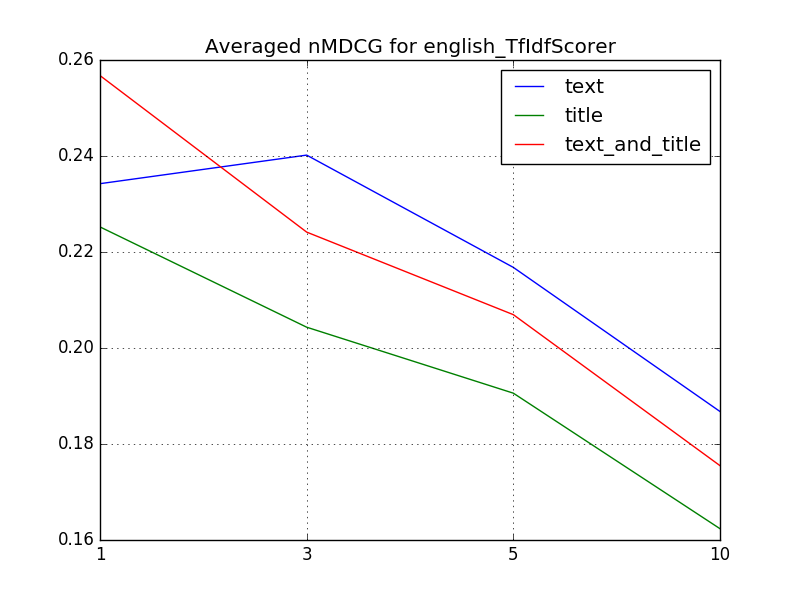 Averaged nMDCG for english_TfIdfScorer
0.26
0.24
0.22
0.20
0.18
0.16
text
title
text_and_title
1 3 5 10